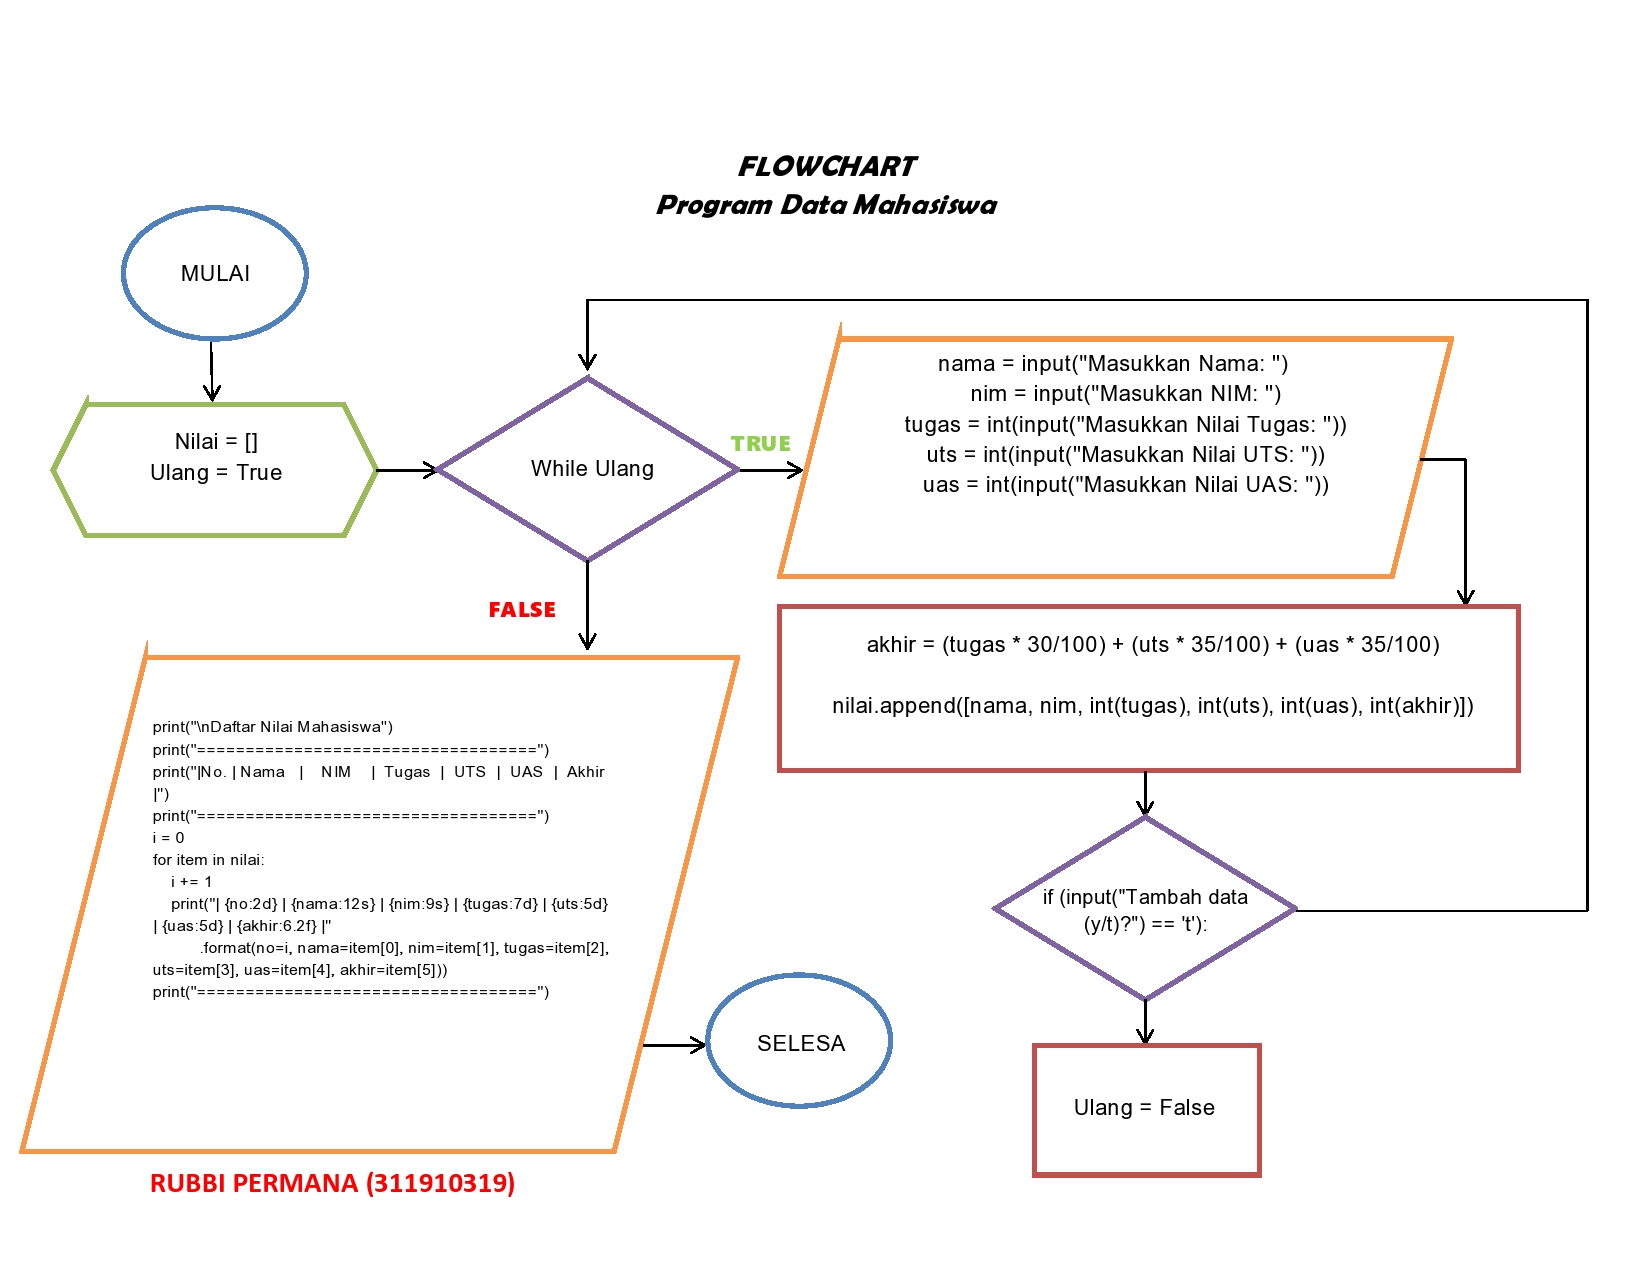 FLOWCHART
Program Data Mahasiswa
MULAI
Nilai = []
Ulang = True
While Ulang
TRUE
nama = input("Masukkan Nama: ")
nim = input("Masukkan NIM: ")
tugas = int(input("Masukkan Nilai Tugas: "))
uts = int(input("Masukkan Nilai UTS: "))
uas = int(input("Masukkan Nilai UAS: "))
akhir = (tugas * 30/100) + (uts * 35/100) + (uas * 35/100)
nilai.append([nama, nim, int(tugas), int(uts), int(uas), int(akhir)])
if (input("Tambah data
(y/t)?") == 't'):
Ulang = False
FALSE
print("\nDaftar Nilai Mahasiswa")
print("===================================")
print("|No. | Nama   |    NIM    |  Tugas  |  UTS  |  UAS  |  Akhir
|")
print("===================================")
i = 0
for item in nilai:
    i += 1
    print("| {no:2d} | {nama:12s} | {nim:9s} | {tugas:7d} | {uts:5d}
| {uas:5d} | {akhir:6.2f} |"
          .format(no=i, nama=item[0], nim=item[1], tugas=item[2],
uts=item[3], uas=item[4], akhir=item[5]))
print("===================================")
SELESA
RUBBI PERMANA (311910319)